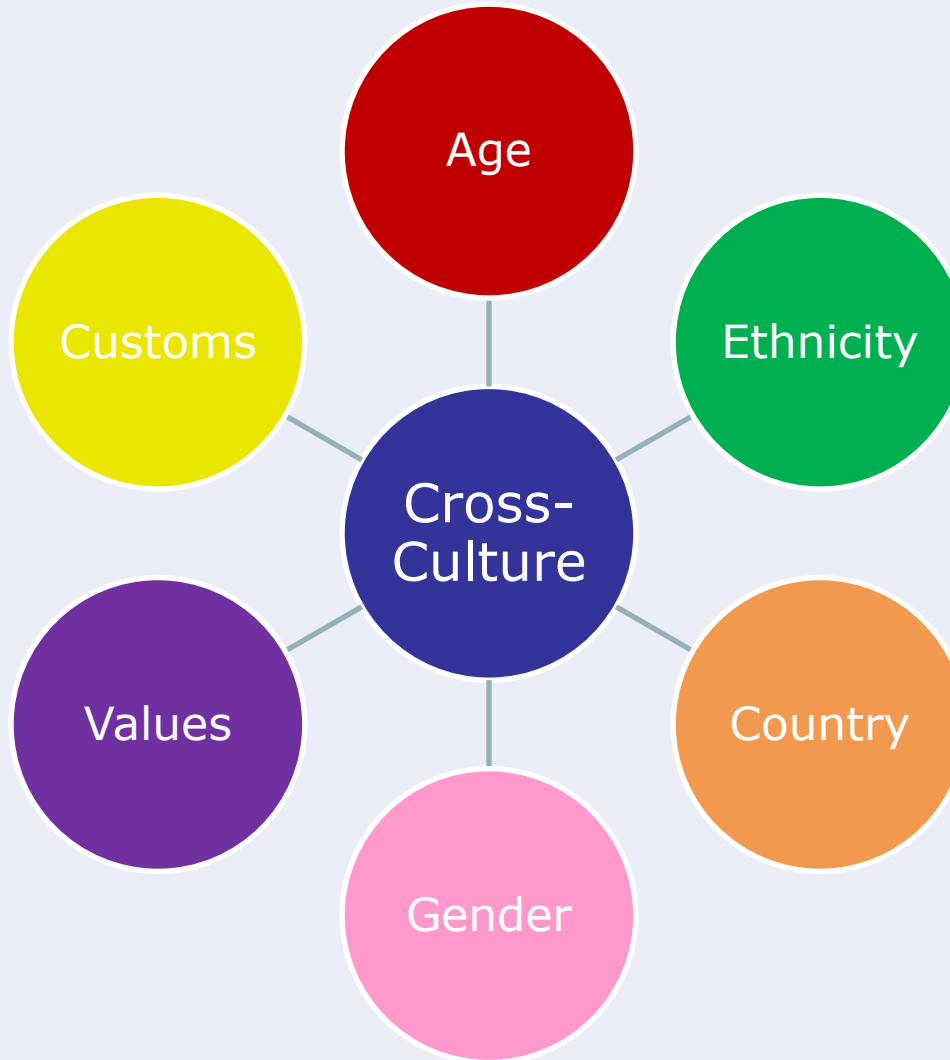 Age
Customs
Ethnicity
Cross-
Culture
Values
Country
Gender